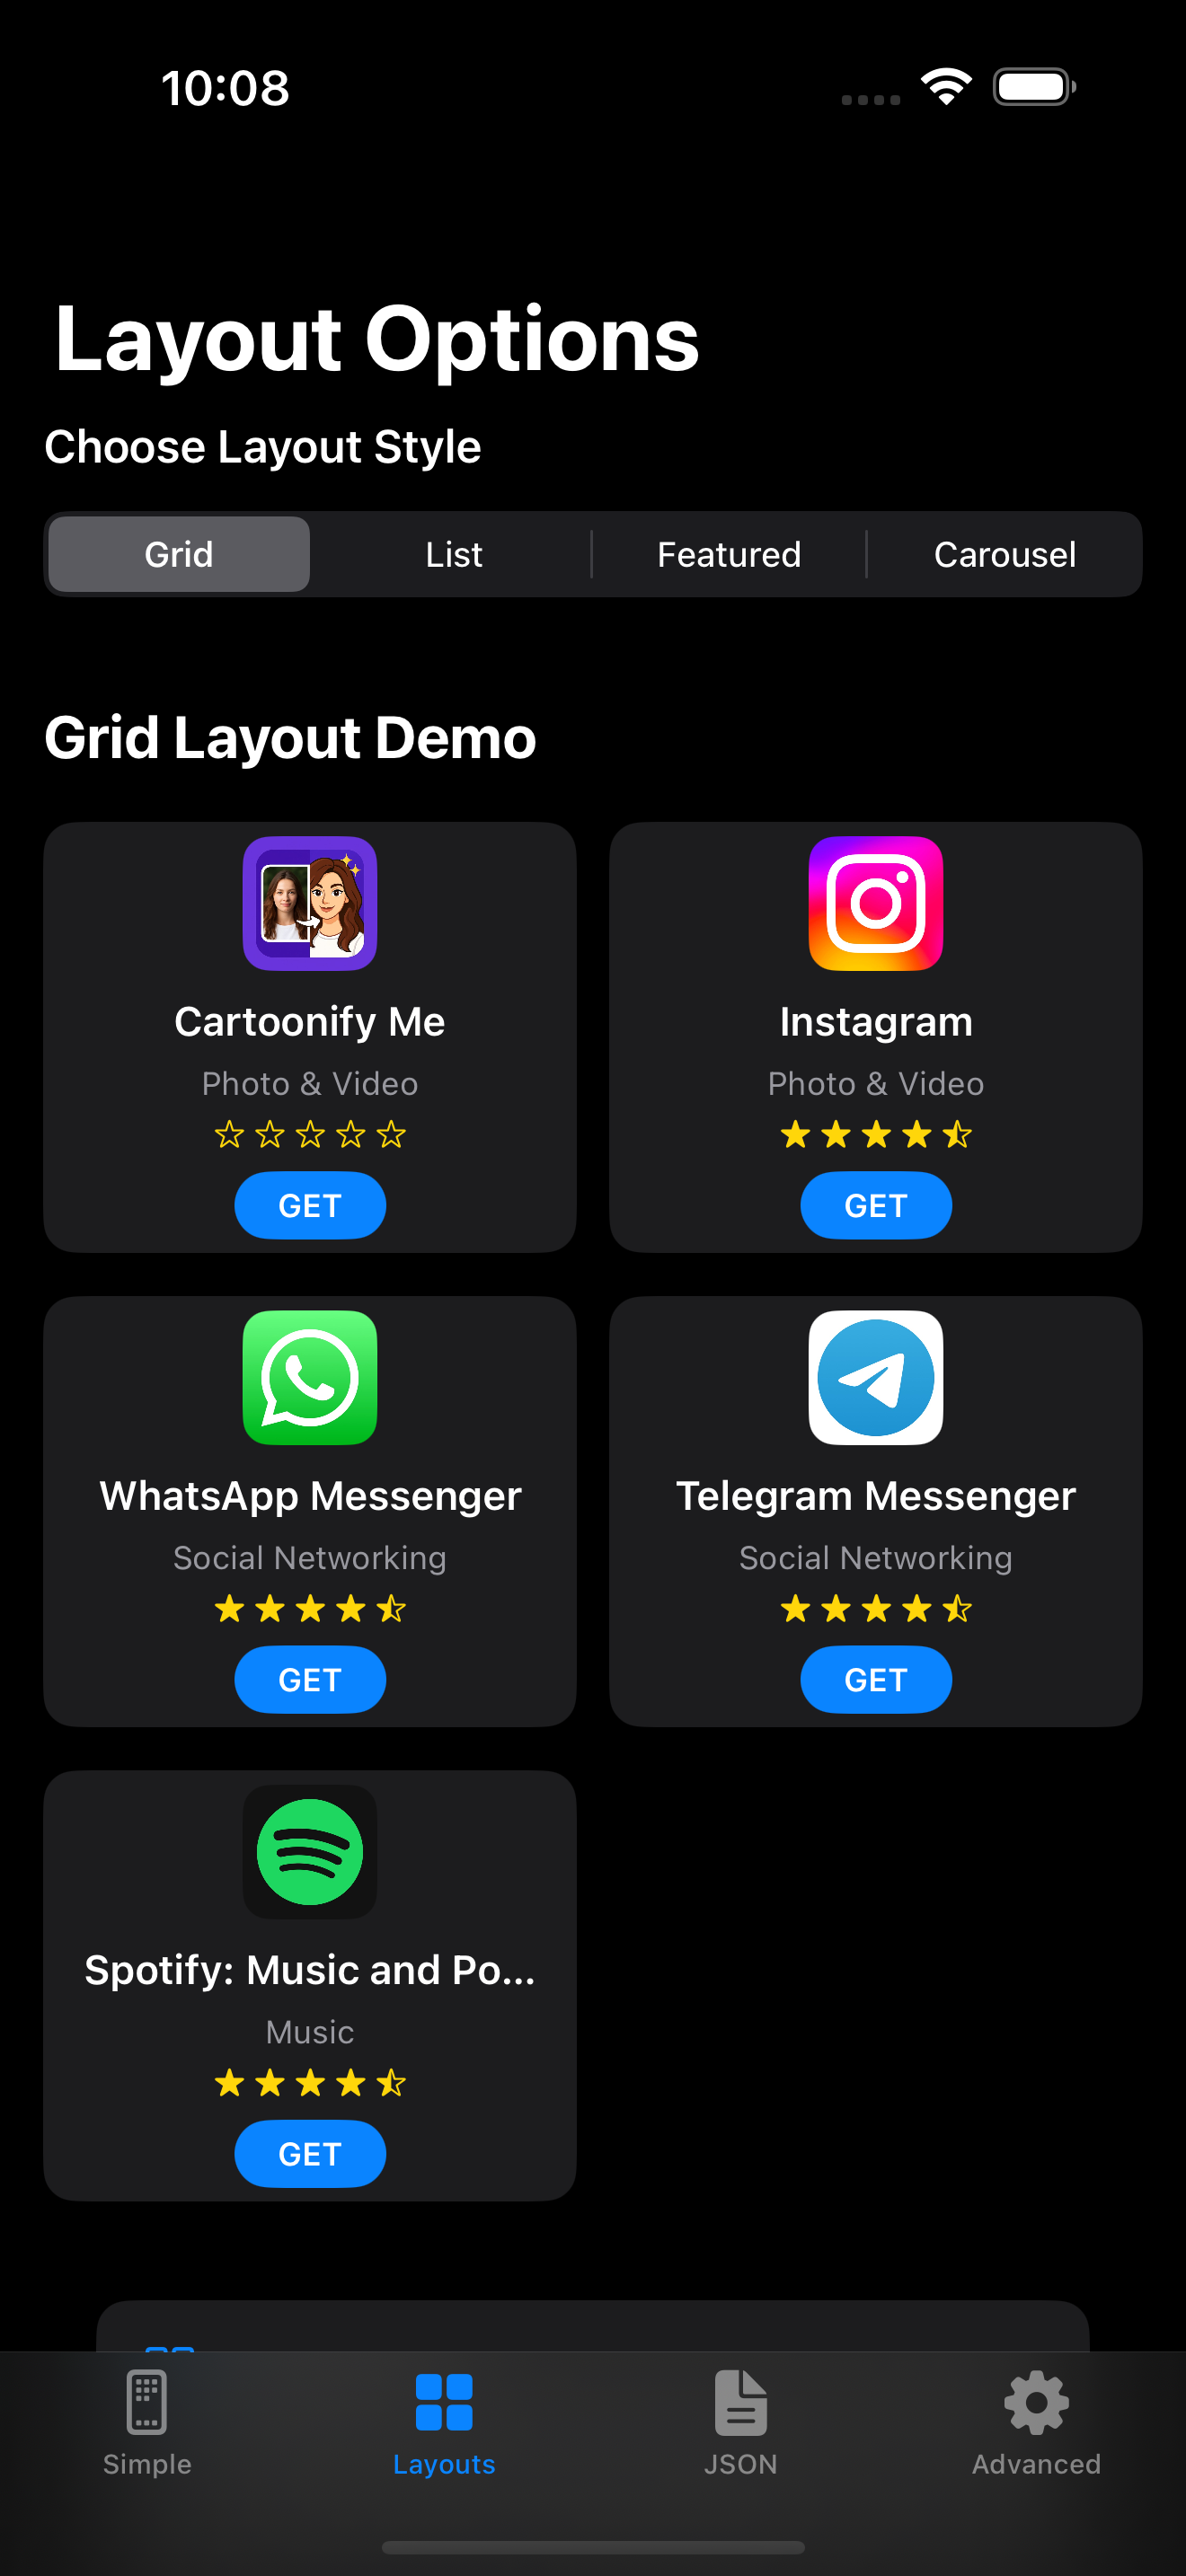 10:08
Layout Options
Choose Layout Style
Grid List Featured Carousel
Grid Layout Demo
Cartoonify Me
Photo & Video
GET
Instagram
Photo & Video
GET
WhatsApp Messenger
Social Networking
GET
Telegram Messenger
Social Networking
GET
Spotify: Music and Po...
Music
GET
Simple Layouts JSON Advanced